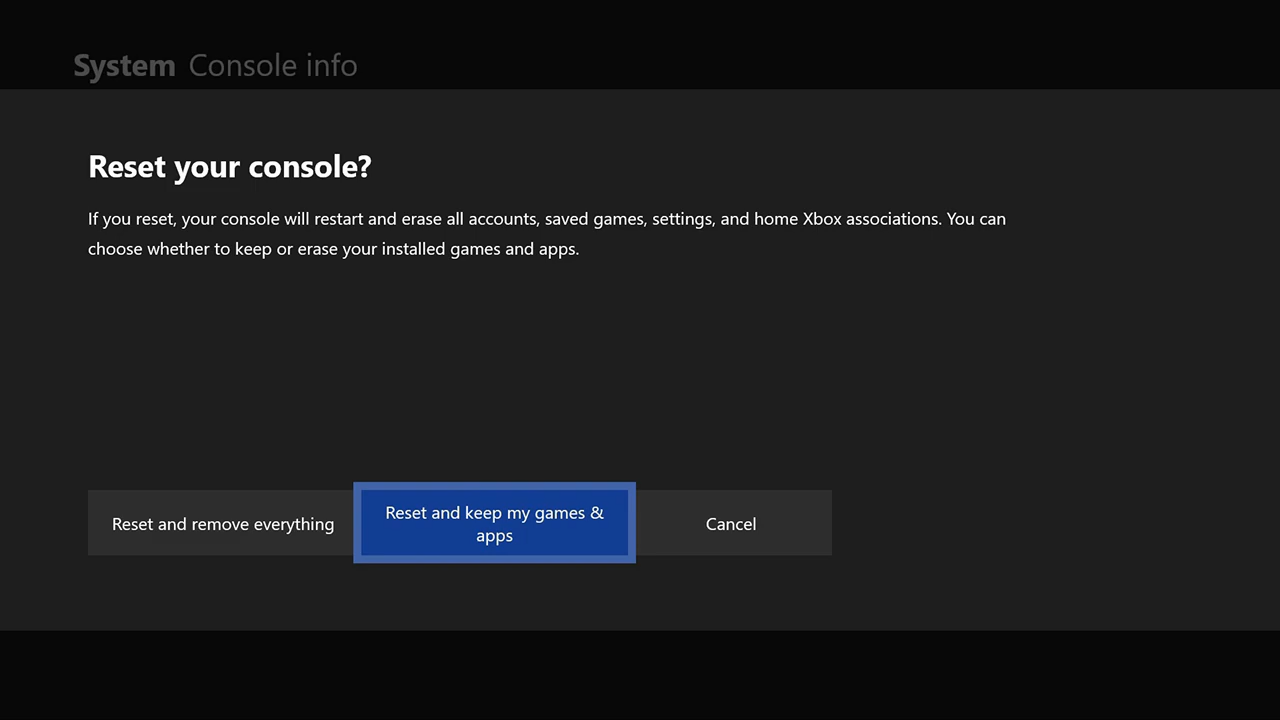 System Console info
Reset your console?
If you reset, your console will restart and erase all accounts, saved games, settings, and home Xbox associations. You can
choose whether to keep or erase your installed games and apps.
Reset and remove everything
Reset and keep my games &
apps
Cancel